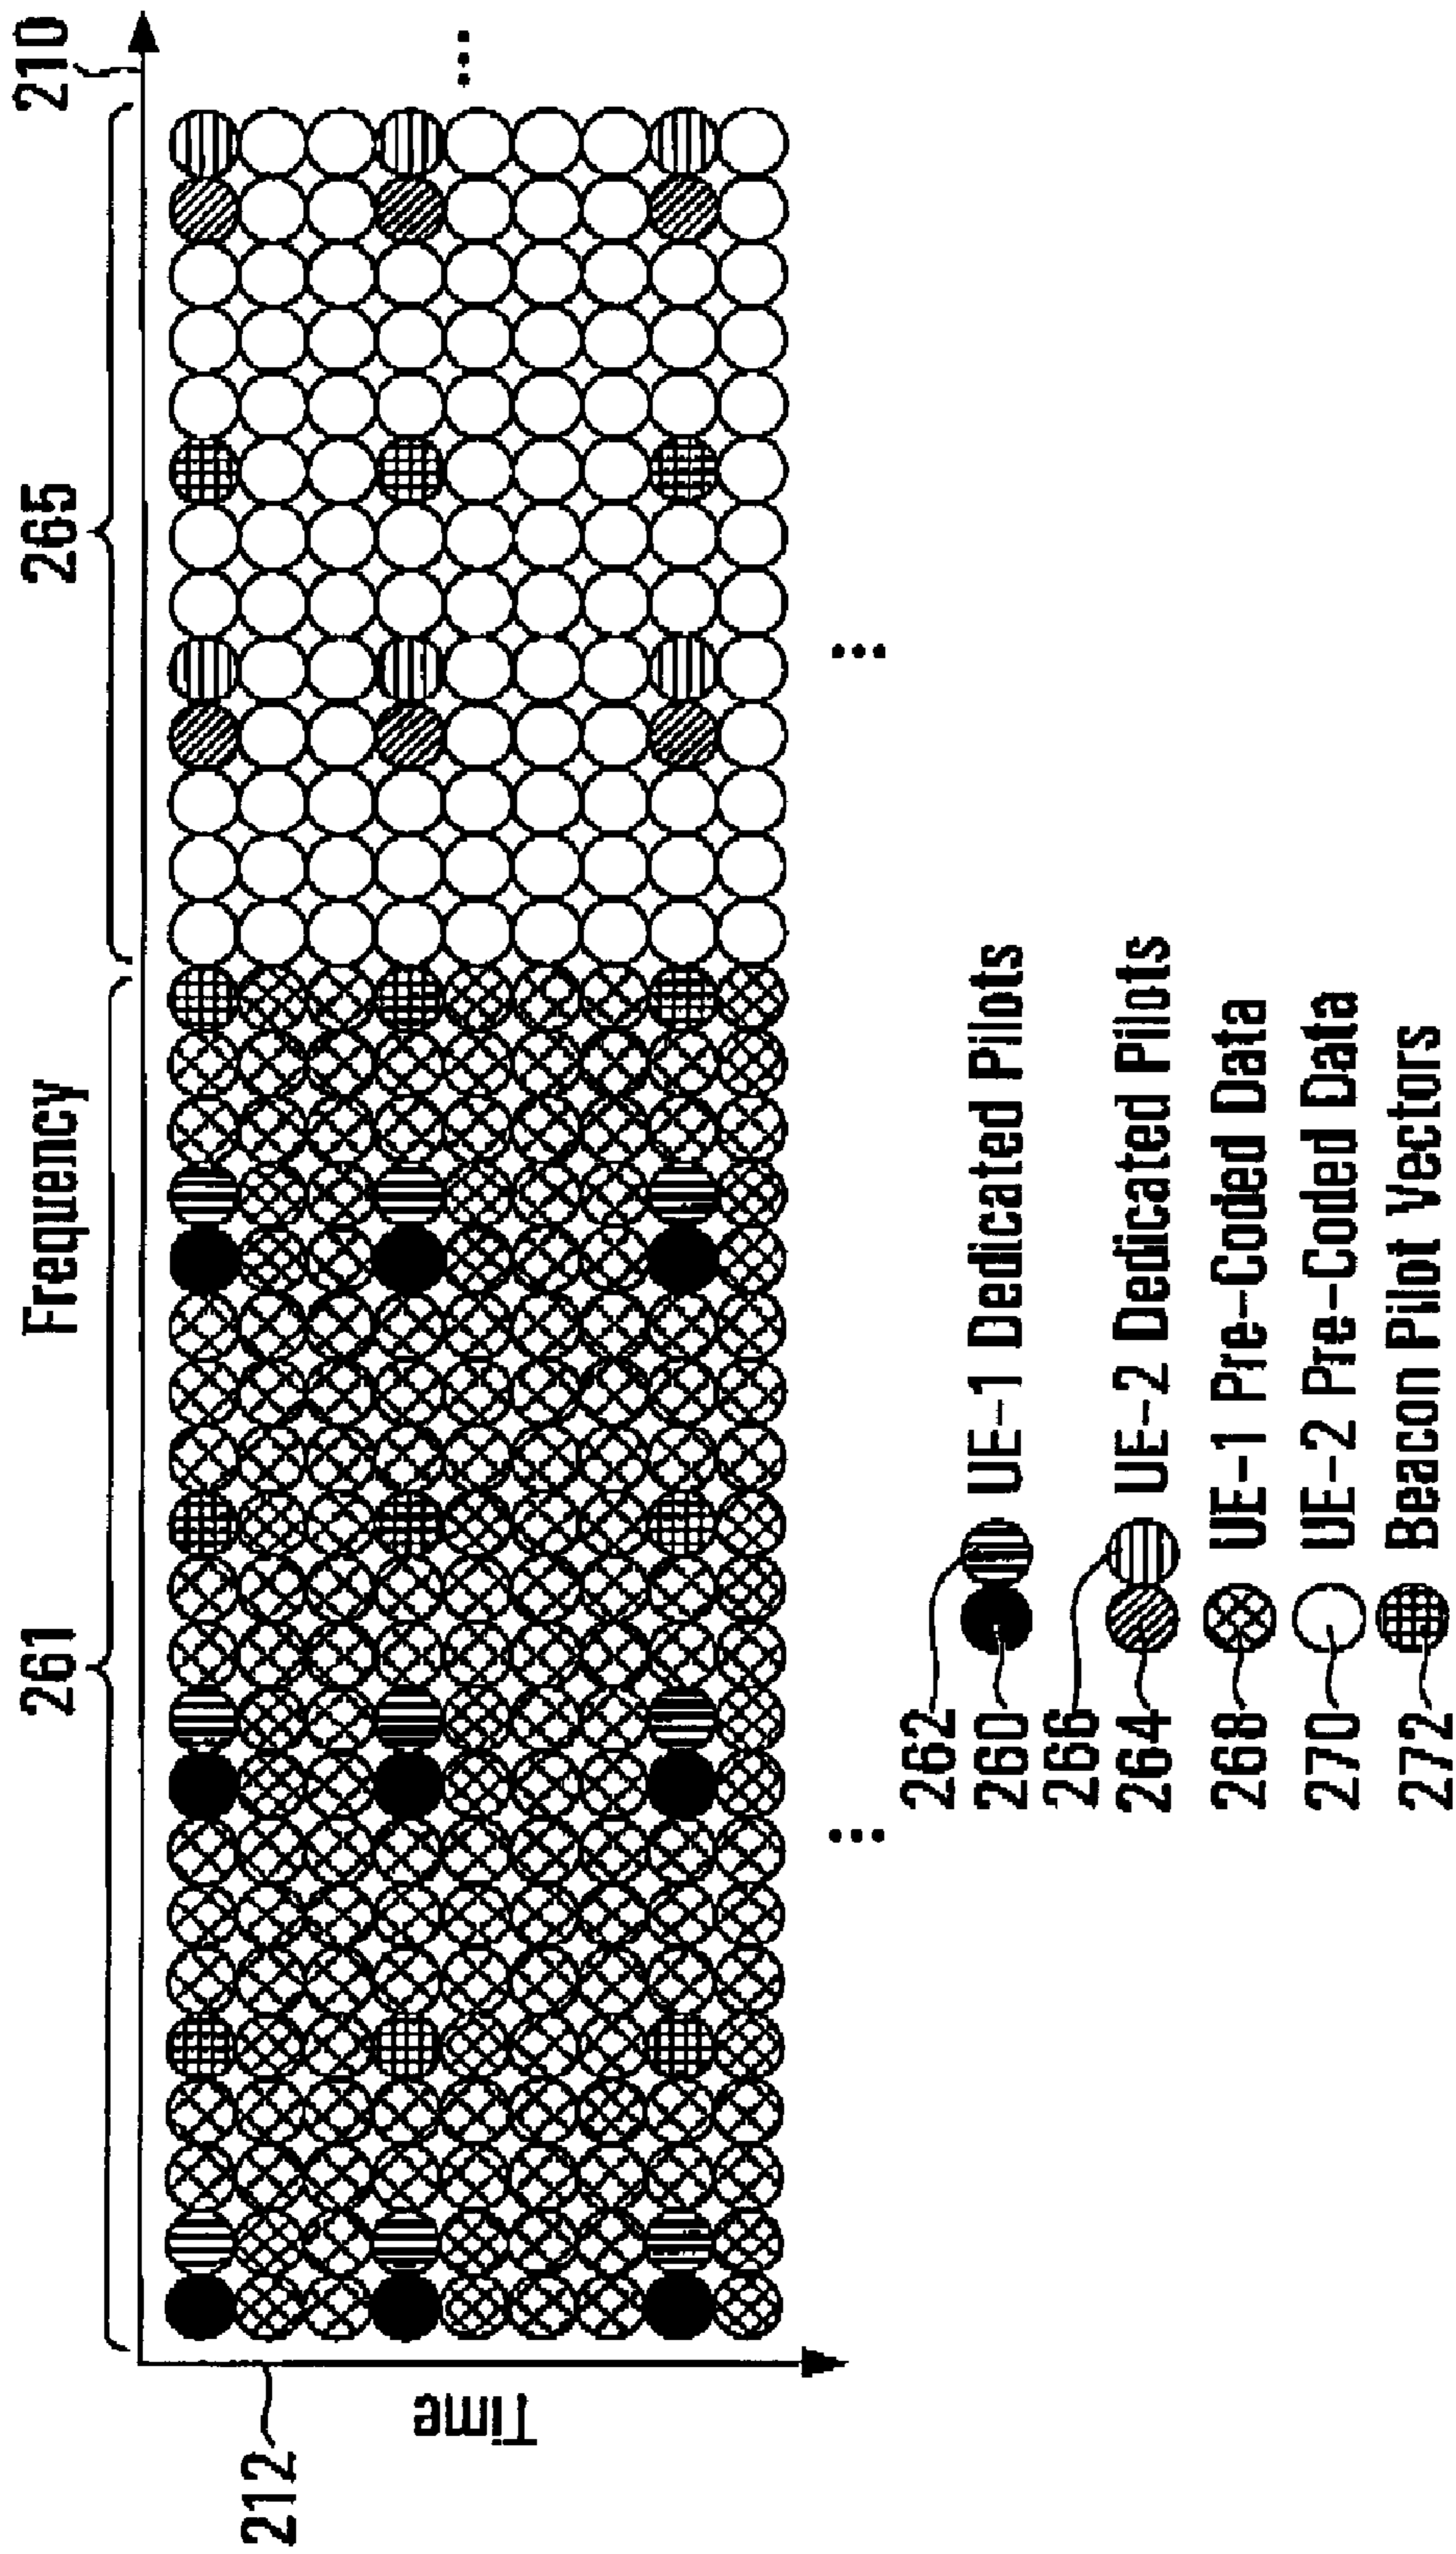 Frequency
210
261
265
212
Time
...
...
...
262
260
UE-1 Dedicated Pilots
266
264
UE-2 Dedicated Pilots
268
UE-1 Pre-Coded Data
270
UE-2 Pre-Coded Data
272
Beacon Pilot Vectors